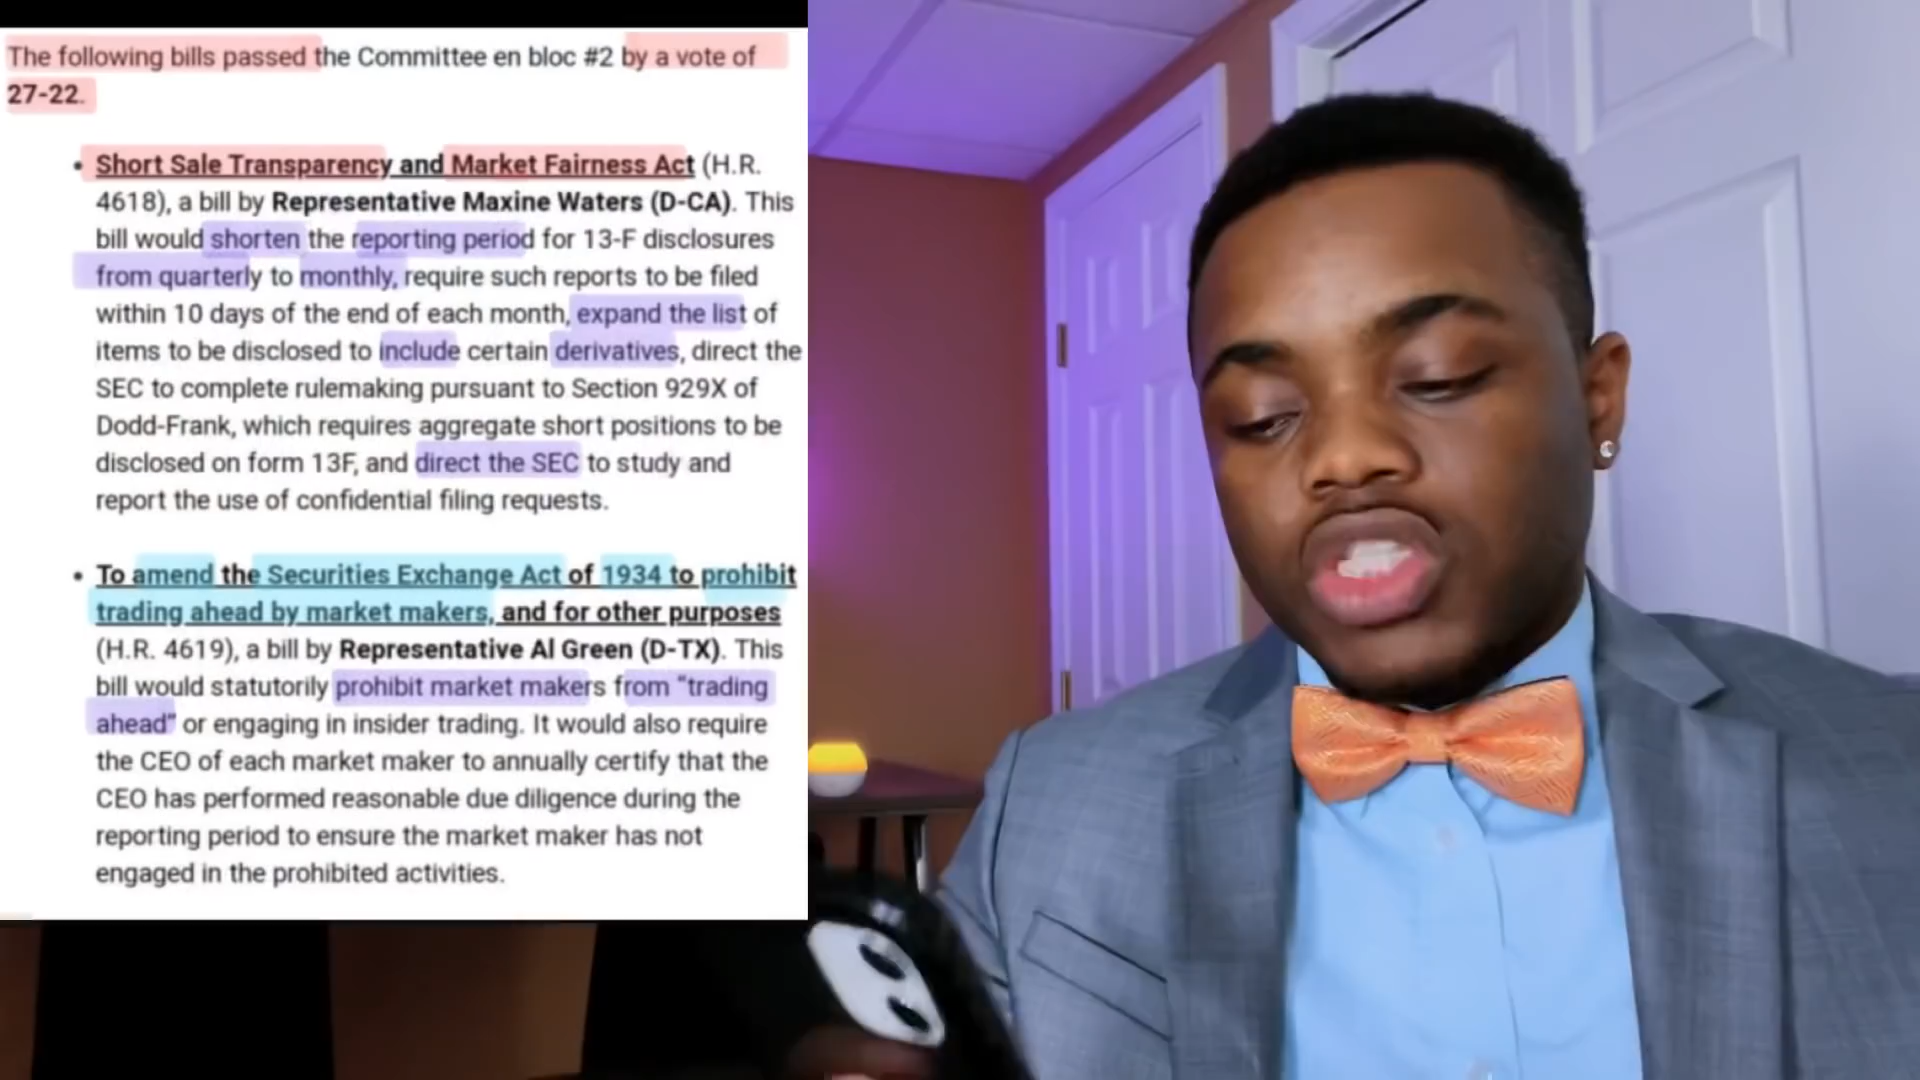 The following bills passed the Committee en bloc #2 by a vote of
27-22.
• Short Sale Transparency and Market Fairness Act (H.R.
4618), a bill by Representative Maxine Waters (D-CA). This
bill would shorten the reporting period for 13-F disclosures
from quarterly to monthly, require such reports to be filed
within 10 days of the end of each month, expand the list of
items to be disclosed to include certain derivatives, direct the
SEC to complete rulemaking pursuant to Section 929X of
Dodd-Frank, which requires aggregate short positions to be
disclosed on form 13F, and direct the SEC to study and
report the use of confidential filing requests.
• To amend the Securities Exchange Act of 1934 to prohibit
trading ahead by market makers, and for other purposes
(H.R. 4619), a bill by Representative Al Green (D-TX). This
bill would statutorily prohibit market makers from “trading
ahead” or engaging in insider trading. It would also require
the CEO of each market maker to annually certify that the
CEO has performed reasonable due diligence during the
reporting period to ensure the market maker has not
engaged in the prohibited activities.